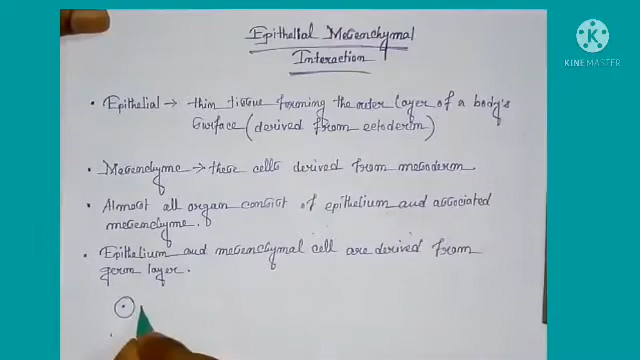 Epithelial Mesenchymal
Interaction
KINEMASTER
• Epithelial → thin tissue forming the outer layer of a body's
surface (derived from ectoderm)
• Mesenchyme → these cells derived from mesoderm.
• Almost all organ consist of epithelium and associated
mesenchyme.
• Epithelium and mesenchymal cell are derived from
germ layer.